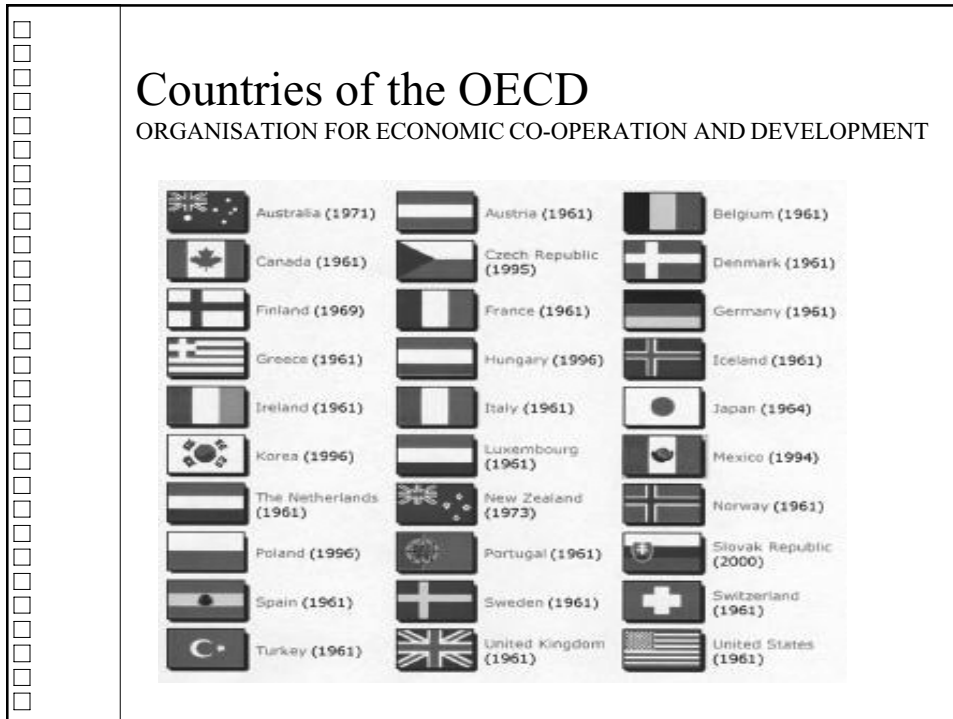 Countries of the OECD
ORGANISATION FOR ECONOMIC CO-OPERATION AND DEVELOPMENT
Australia (1971)
Austria (1961)
Belgium (1961)
Canada (1961)
Czech Republic
(1995)
Denmark (1961)
Finland (1969)
France (1961)
Germany (1961)
Greece (1961)
Hungary (1996)
Iceland (1961)
Ireland (1961)
Italy (1961)
Japan (1964)
Korea (1996)
Luxembourg
(1961)
Mexico (1994)
The Netherlands
(1961)
New Zealand
(1973)
Norway (1961)
Poland (1996)
Portugal (1961)
Slovak Republic
(2000)
Spain (1961)
Sweden (1961)
Switzerland
(1961)
Turkey (1961)
United Kingdom
(1961)
United States
(1961)